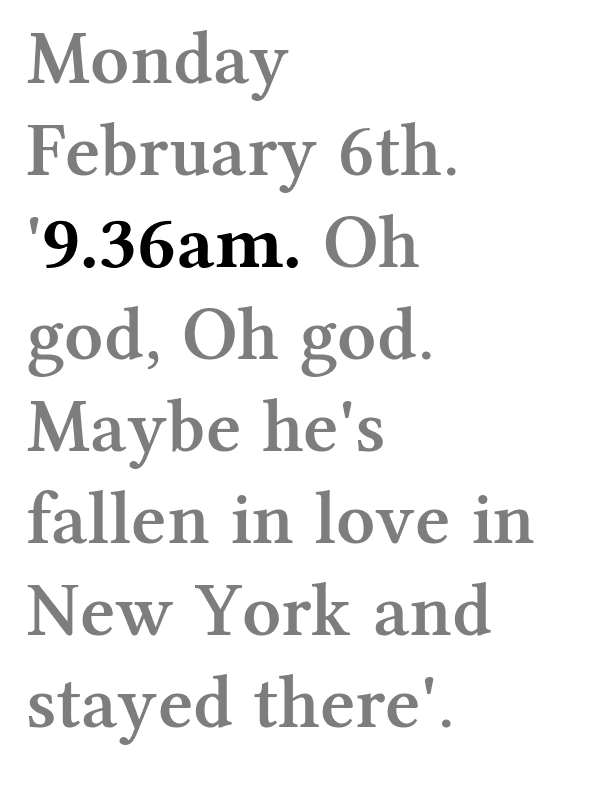 Monday
February 6th.
'9.36am. Oh
god, Oh god.
Maybe he's
fallen in love in
New York and
stayed there'.